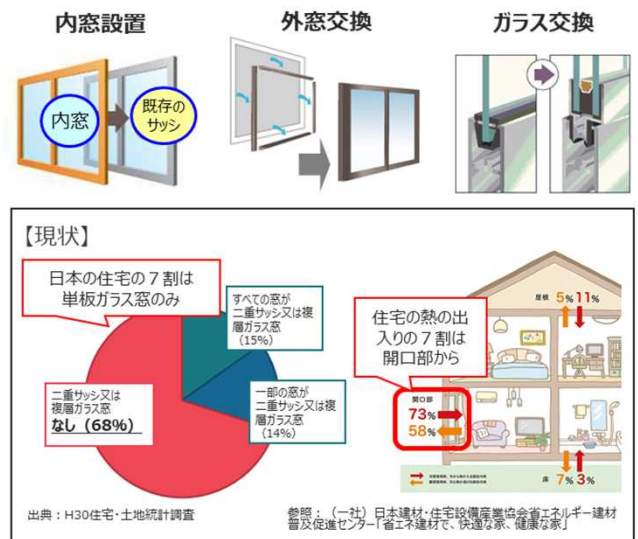 内窓設置
外窓交換
ガラス交換
内窓
既存の
サッシ
【現状】
日本の住宅の７割は
単板ガラス窓のみ
すべての窓が
二重サッシ又は複
層ガラス窓
（15%）
二重サッシ又は
複層ガラス窓
なし（68%）
一部の窓が
二重サッシ又は複
層ガラス窓
（14%）
出典：H30住宅・土地統計調査
住宅の熱の出
入りの７割は
開口部から
屋根 5% 11%
開口部
73%
58%
床 7% 3%
参照：（一社）日本建材・住宅設備産業協会省エネルギー建材
普及促進センター「省エネ建材で、快適な家、健康な家」